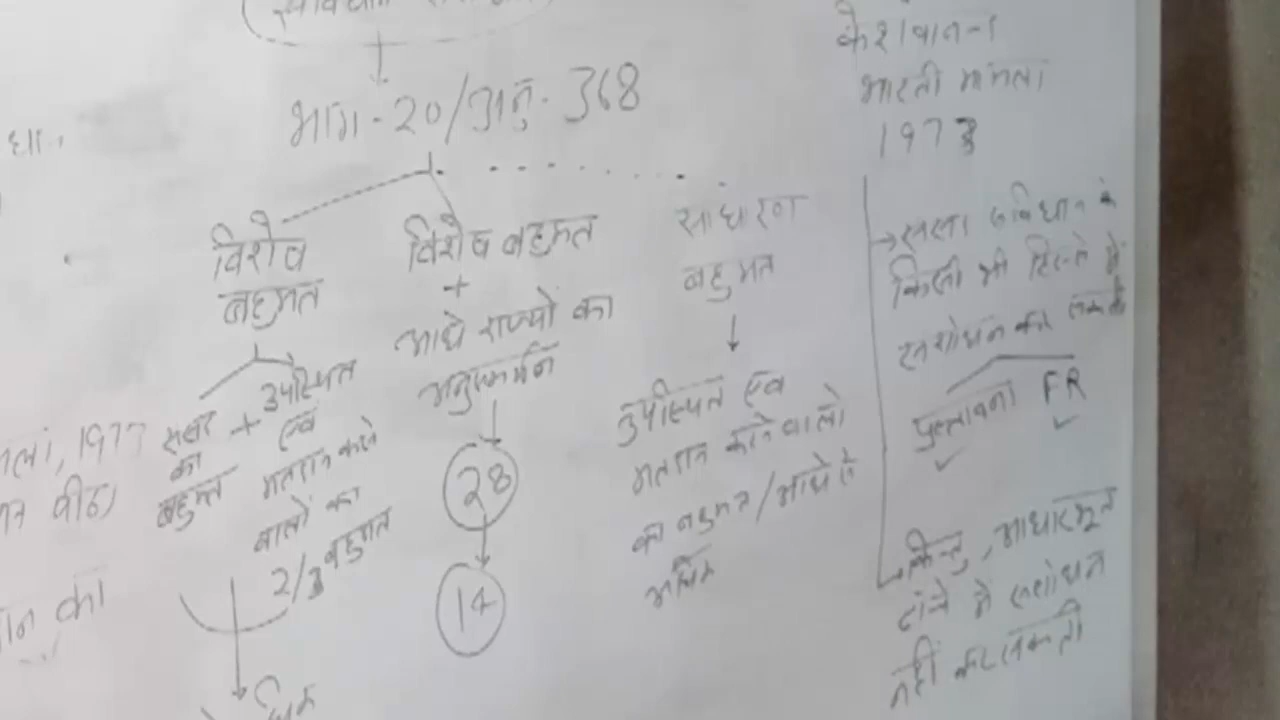 भाग-20/अनु. 368
विशेष
बहुमत
संसद
का
बहुमत
+ उपस्थित
एवं
मतदान करने
वालों का
2/3 बहुमत
विशेष बहुमत
+
आधे राज्यों का
अनुसमर्थन
28
14
साधारण
बहुमत
उपस्थित एवं
मतदान करने वालो
का बहुमत/आधे से
अधिक
केशवानन्द
भारती मामला
1973
→ संसद संविधान के
किसी भी हिस्से में
संशोधन कर सकती
प्रस्तावना FR
किन्तु, आधारभूत
ढांचे में संशोधन
नहीं कर सकती
1973
पीठ)
का